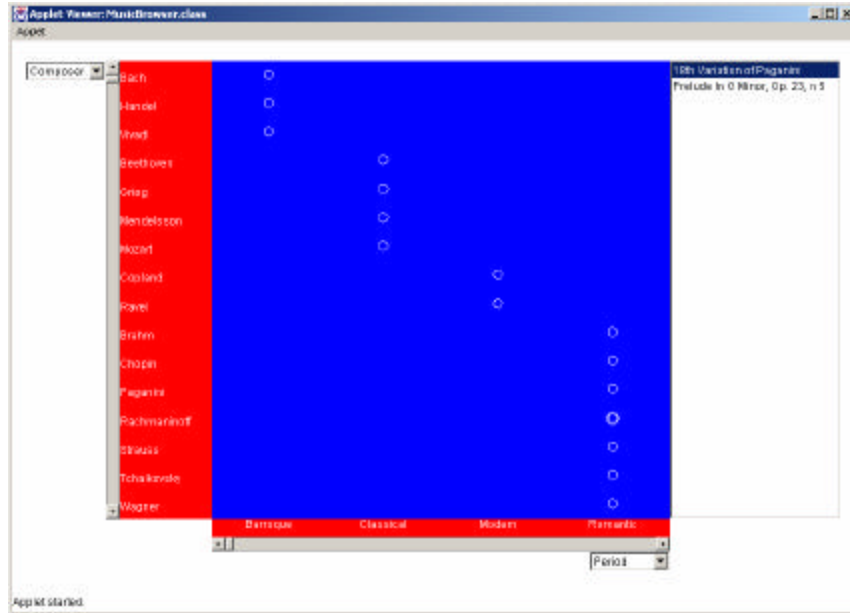 Applet Viewer: MusicBrowser.class
Applet
Composer
Bach
Handel
Vivadi
Beethoven
Grieg
Mendelsson
Mozart
Copland
Ravel
Brahm
Chopin
Paganini
Rachmaninoff
Strauss
Tchaikovsky
Wagner
18th Variation of Paganini
Prelude In G Minor, Op. 23, n 5
Barroque Classical Modern Romantic
Period
Applet started.